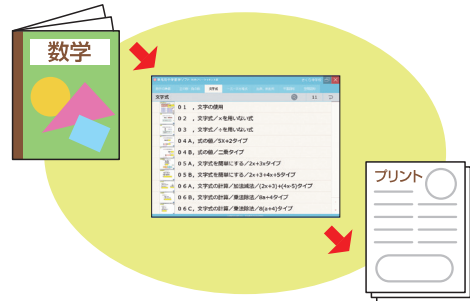 数学
文字式
01 , 文字の使用
02 , 文字式／×を用いない式
03 , 文字式／÷を用いない式
04A, 式の値／5X+2タイプ
04B, 式の値／二乗タイプ
05A, 文字式を簡単にする／2x+3xタイプ
05B, 文字式を簡単にする／2x+3+4x+5タイプ
06A, 文字式の計算／加法減法／(2x+3)+(4x-5)タイプ
06B, 文字式の計算／乗法除法／8a÷4タイプ
06C, 文字式の計算／乗法除法／8(a+4)タイプ
プリント